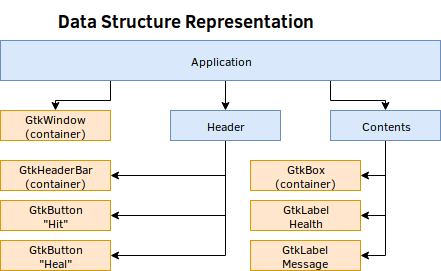 Data Structure Representation
Application
GtkWindow
(container)
Header
Contents
GtkHeaderBar
(container)
GtkBox
(container)
GtkButton
"Hit"
GtkLabel
Health
GtkButton
"Heal"
GtkLabel
Message